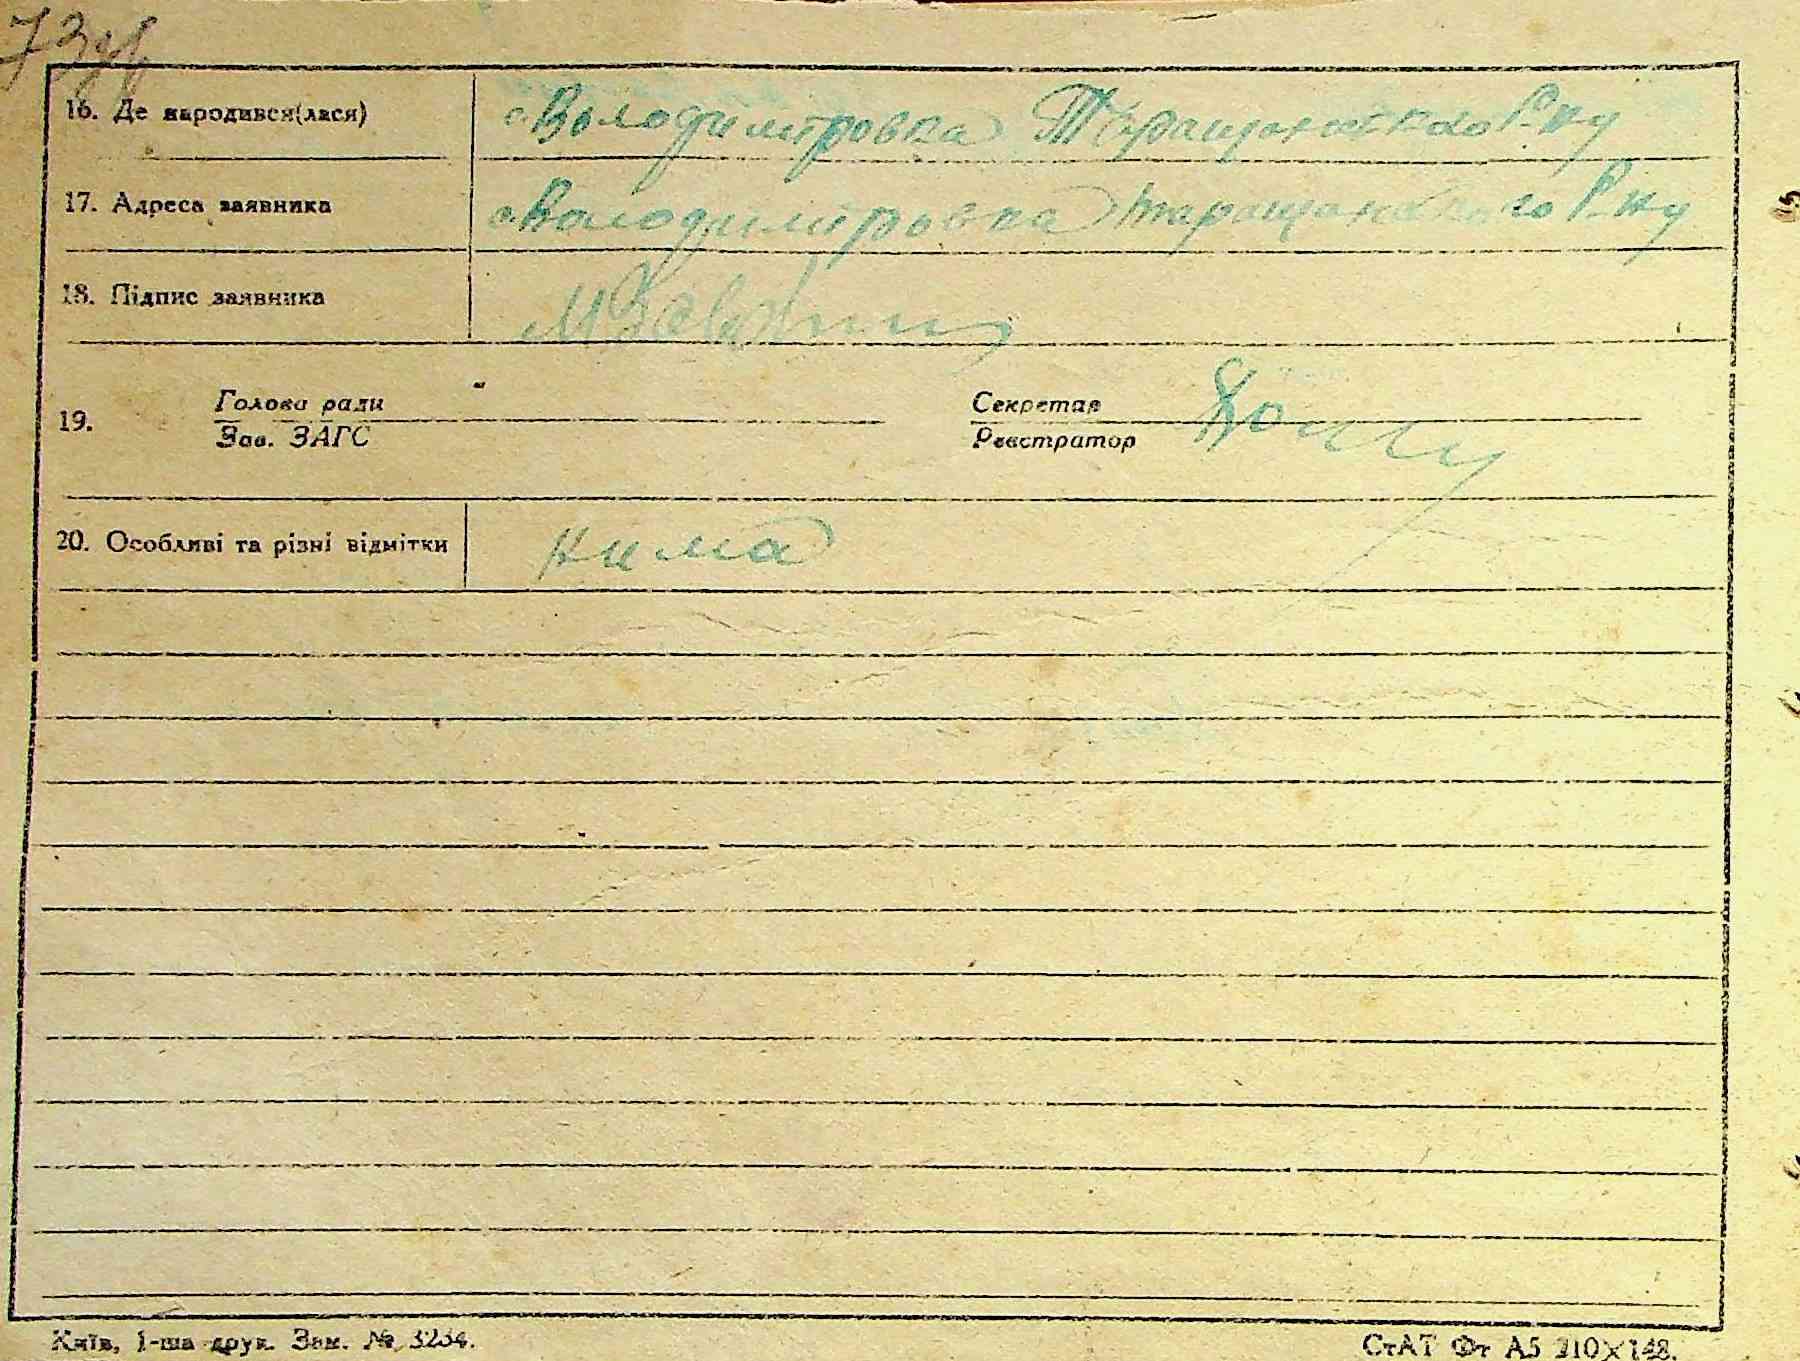 73зв
16. Де народився(лася) с. Володимировка Таращанського Р-ну
17. Адреса заявника с. Володимировка Таращанського Р-ну
18. Підпис заявника
19. Голова ради Секретар
Зав. ЗАГС Реєстратор
20. Особливі та різні відмітки нима
Київ, 1-ша друк. Зам. № 3234. СтАТ Фт А5 210×148.